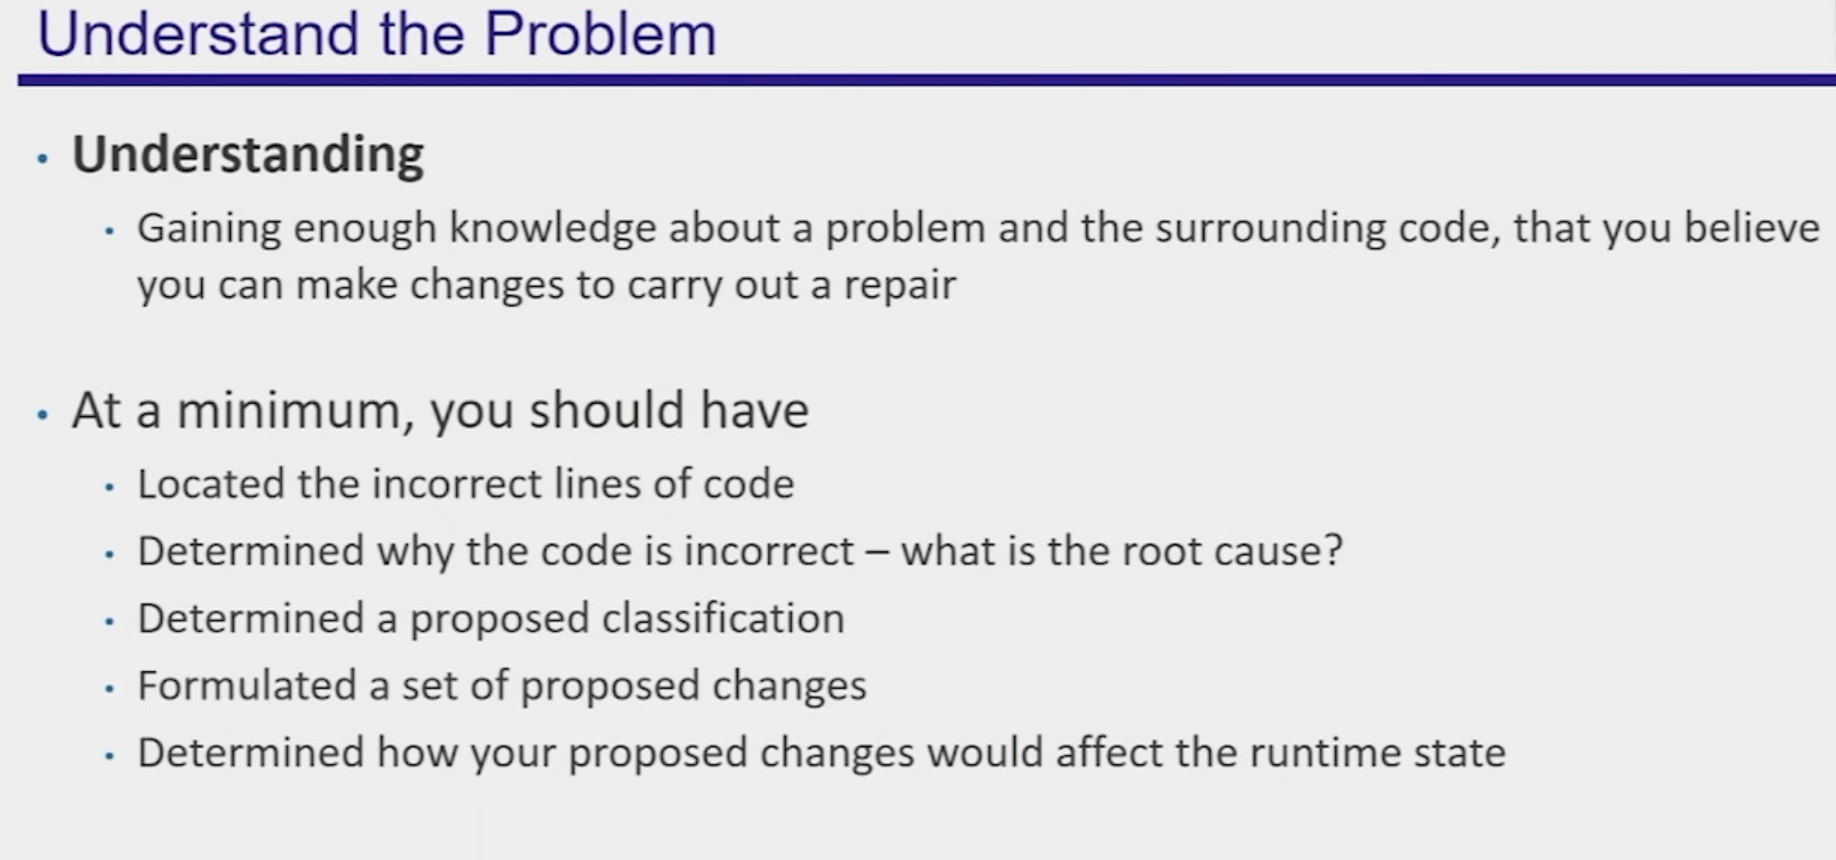 Understand the Problem
Understanding
Gaining enough knowledge about a problem and the surrounding code, that you believe
you can make changes to carry out a repair
At a minimum, you should have
Located the incorrect lines of code
Determined why the code is incorrect – what is the root cause?
Determined a proposed classification
Formulated a set of proposed changes
Determined how your proposed changes would affect the runtime state